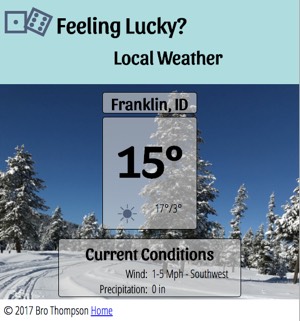 Feeling Lucky?
Local Weather
Franklin, ID
15°
17°/3°
Current Conditions
Wind: 1-5 Mph - Southwest
Precipitation: 0 in
© 2017 Bro Thompson Home